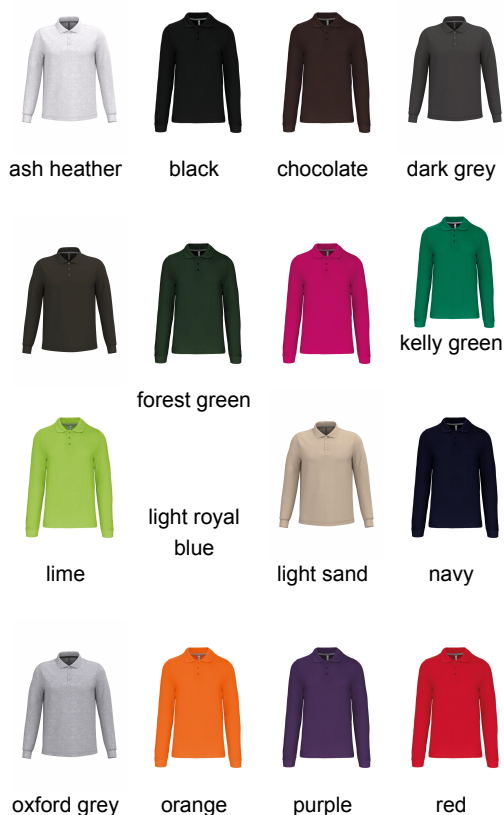 ash heather
black
chocolate
dark grey
forest green
kelly green
lime
light royal
blue
light sand
navy
oxford grey
orange
purple
red